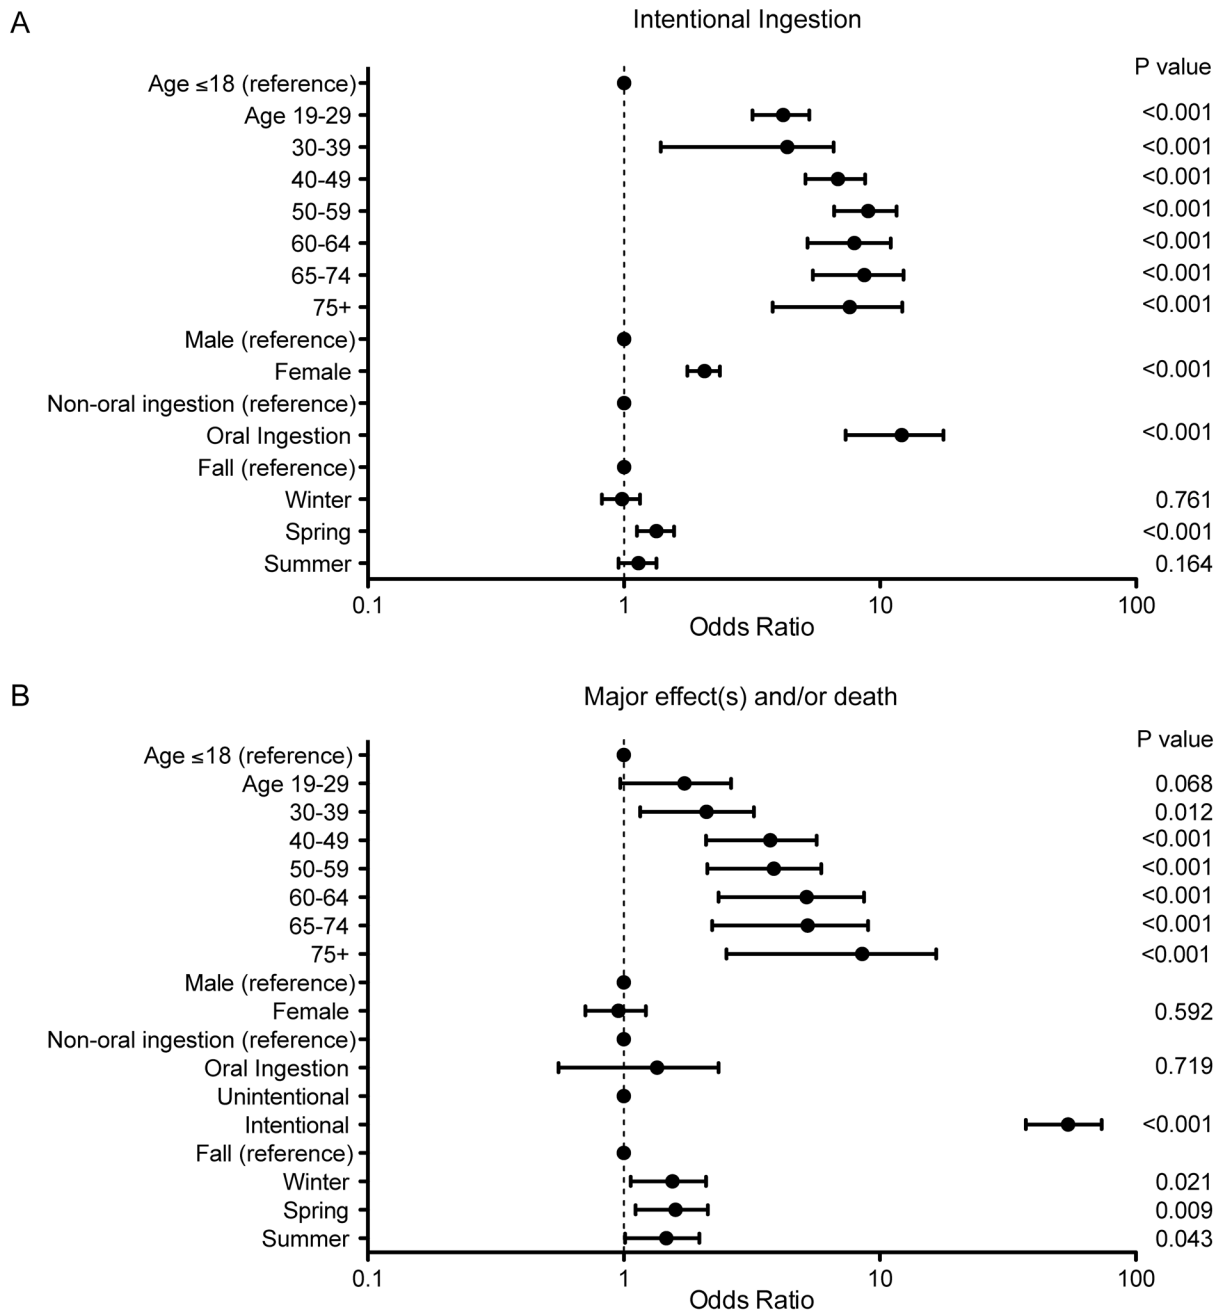 A
Intentional Ingestion
P value
Age ≤18 (reference)
Age 19-29 <0.001
30-39 <0.001
40-49 <0.001
50-59 <0.001
60-64 <0.001
65-74 <0.001
75+ <0.001
Male (reference)
Female <0.001
Non-oral ingestion (reference)
Oral Ingestion <0.001
Fall (reference)
Winter 0.761
Spring <0.001
Summer 0.164
0.1 1 10 100
Odds Ratio
B
Major effect(s) and/or death
P value
Age ≤18 (reference)
Age 19-29 0.068
30-39 0.012
40-49 <0.001
50-59 <0.001
60-64 <0.001
65-74 <0.001
75+ <0.001
Male (reference)
Female 0.592
Non-oral ingestion (reference)
Oral Ingestion 0.719
Unintentional
Intentional <0.001
Fall (reference)
Winter 0.021
Spring 0.009
Summer 0.043
0.1 1 10 100
Odds Ratio